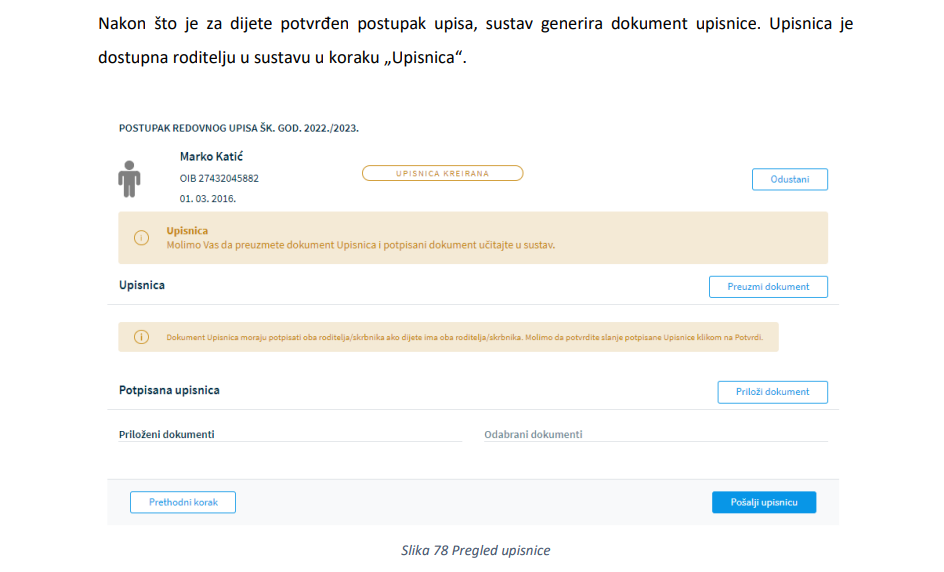 Nakon što je za dijete potvrđen postupak upisa, sustav generira dokument upisnice. Upisnica je
dostupna roditelju u sustavu u koraku „Upisnica“.
POSTUPAK REDOVNOG UPISA ŠK. GOD. 2022./2023.
Marko Katić
OIB 27432045882
01. 03. 2016.
UPISNICA KREIRANA
Odustani
Upisnica
Molimo Vas da preuzmete dokument Upisnica i potpisani dokument učitajte u sustav.
Upisnica
Preuzmi dokument
Dokument Upisnica moraju potpisati oba roditelja/skrbnika ako dijete ima oba roditelja/skrbnika. Molimo da potvrdite slanje potpisane Upisnice klikom na Potvrdi.
Potpisana upisnica
Priloži dokument
Priloženi dokumenti
Odabrani dokumenti
Prethodni korak
Pošalji upisnicu
Slika 78 Pregled upisnice